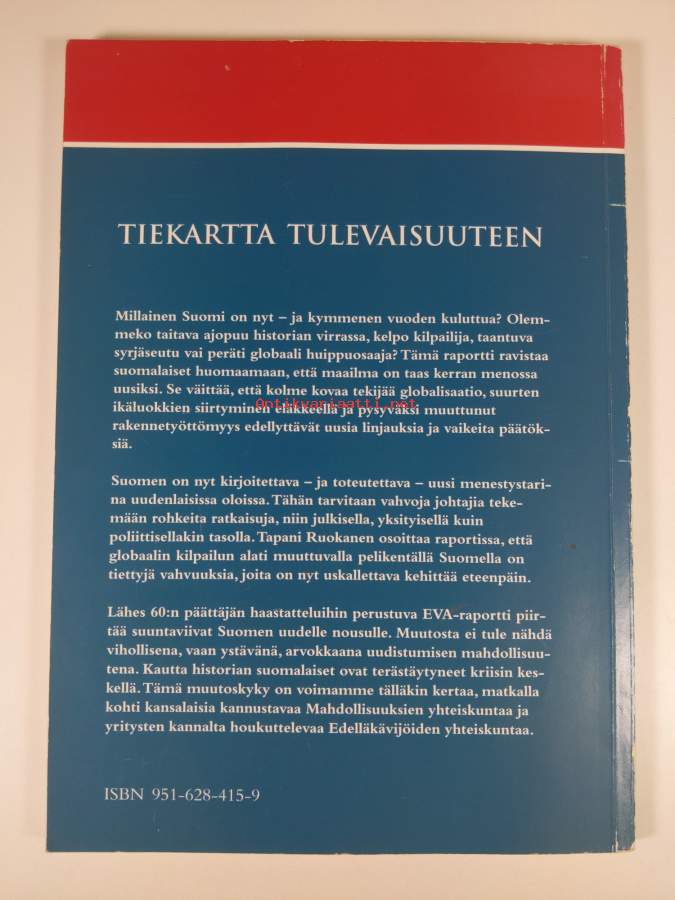 TIEKARTTA TULEVAISUUTEEN
Millainen Suomi on nyt – ja kymmenen vuoden kuluttua? Olem-
meko taitava ajopuu historian virrassa, kelpo kilpailija, taantuva
syrjäseutu vai peräti globaali huippuosaaja? Tämä raportti ravistaa
suomalaiset huomaamaan, että maailma on taas kerran menossa
uusiksi. Se väittää, että kolme kovaa tekijää globalisaatio, suurten
ikäluokkien siirtyminen eläkkeellä ja pysyväksi muuttunut
Antikvariaatti.net
rakennetyöttömyys edellyttävät uusia linjauksia ja vaikeita päätök-
siä.
Suomen on nyt kirjoitettava – ja toteutettava – uusi menestystari-
na uudenlaisissa oloissa. Tähän tarvitaan vahvoja johtajia teke-
mään rohkeita ratkaisuja, niin julkisella, yksityisellä kuin
poliittisellakin tasolla. Tapani Ruokanen osoittaa raportissa, että
globaalin kilpailun alati muuttuvalla pelikentällä Suomella on
tiettyjä vahvuuksia, joita on nyt uskallettava kehittää eteenpäin.
Lähes 60:n päättäjän haastatteluihin perustuva EVA-raportti piir-
tää suuntaviivat Suomen uudelle nousulle. Muutosta ei tule nähdä
vihollisena, vaan ystävänä, arvokkaana uudistumisen mahdollisuu-
tena. Kautta historian suomalaiset ovat terästäytyneet kriisin kes-
kellä. Tämä muutoskyky on voimamme tälläkin kertaa, matkalla
kohti kansalaisia kannustavaa Mahdollisuuksien yhteiskuntaa ja
yritysten kannalta houkuttelevaa Edelläkävijöiden yhteiskuntaa.
ISBN 951-628-415-9